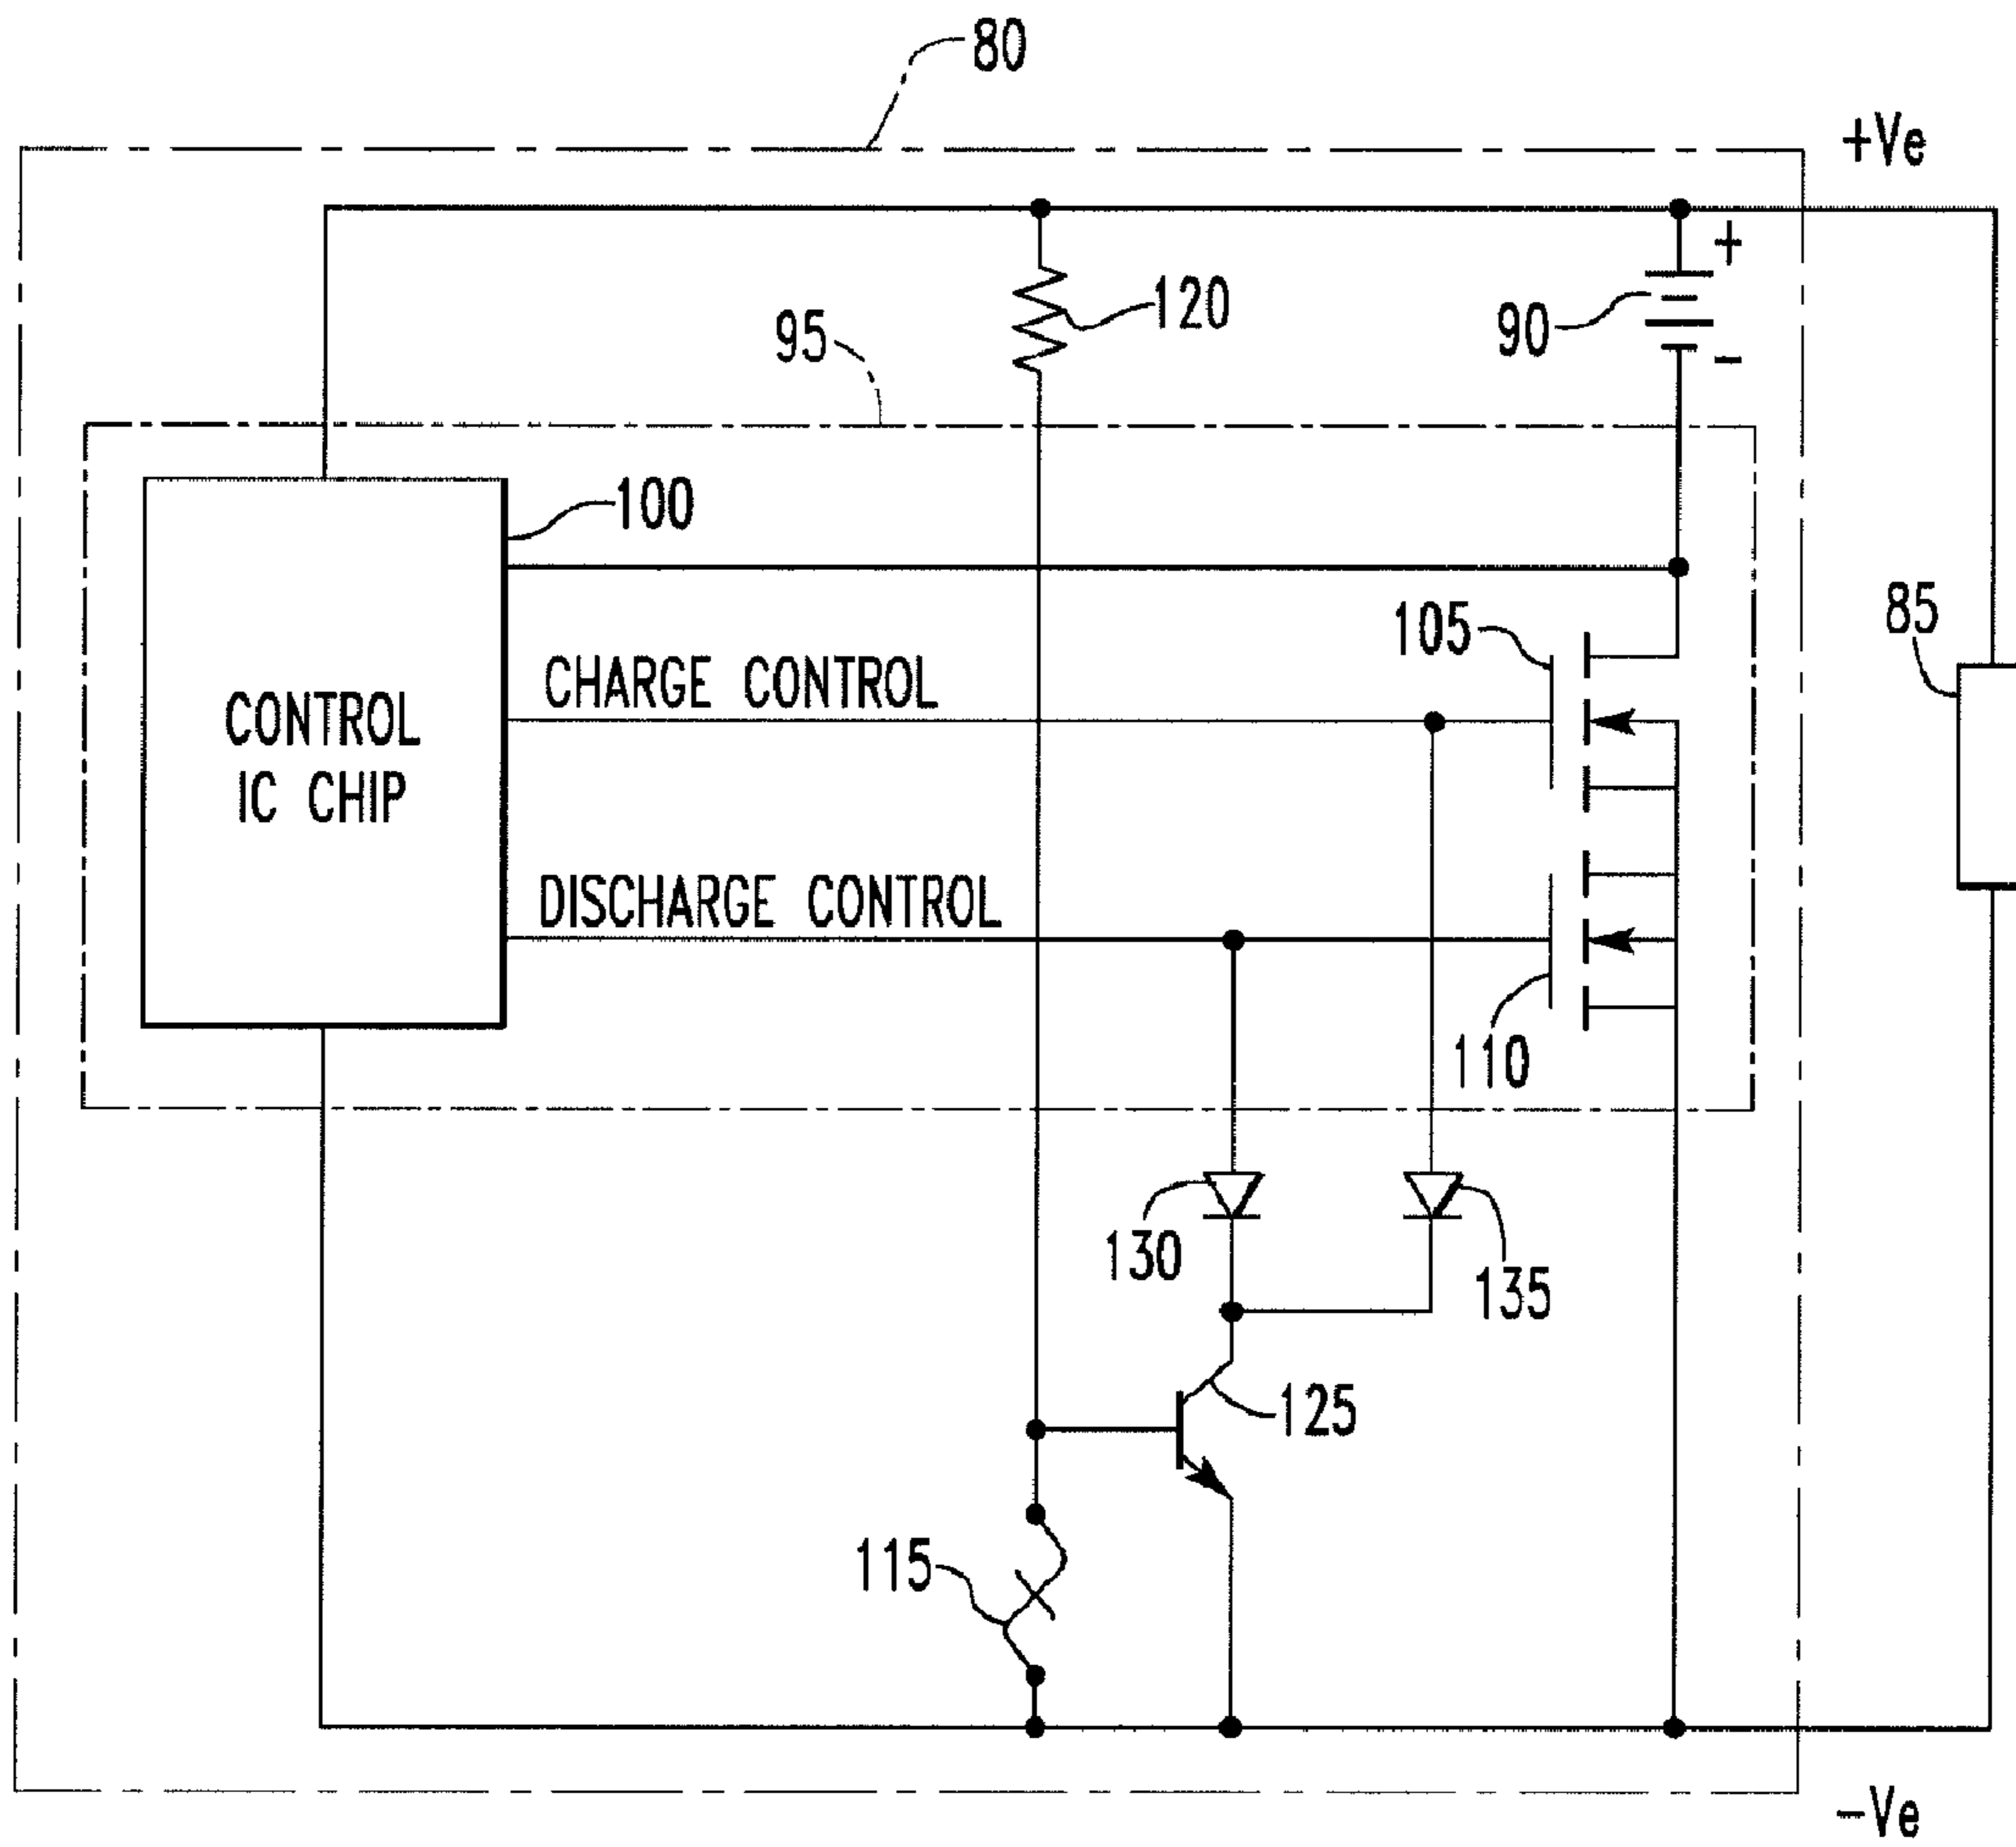 80
+Ve
+
120
90
95
-
100
105
85
CHARGE CONTROL
CONTROL
IC CHIP
DISCHARGE CONTROL
110
130
135
125
115
-Ve